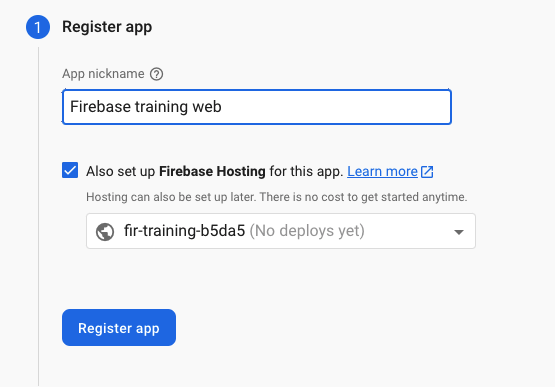 1 Register app
App nickname
Firebase training web
Also set up Firebase Hosting for this app. Learn more
Hosting can also be set up later. There is no cost to get started anytime.
fir-training-b5da5 (No deploys yet)
Register app